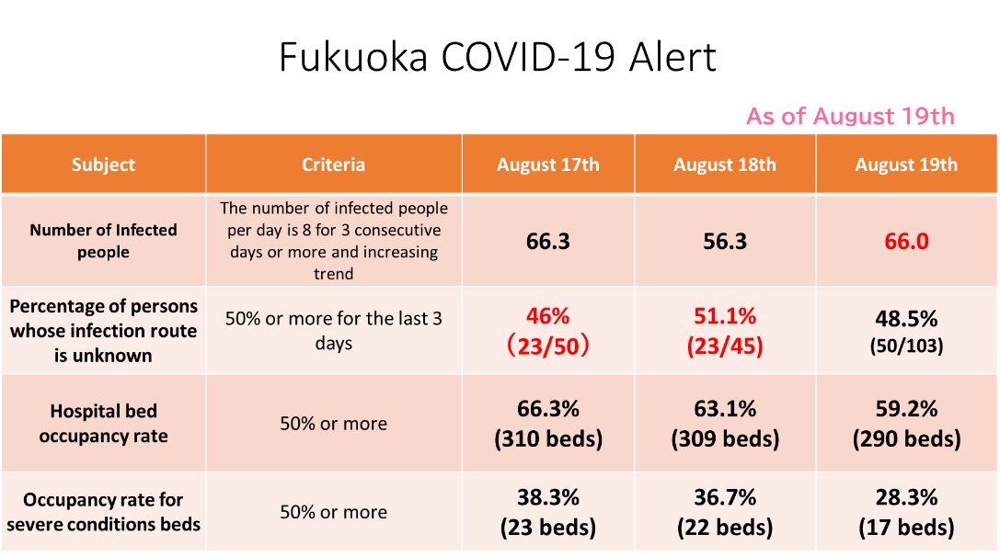 Fukuoka COVID-19 Alert
As of August 19th
Subject
Criteria
August 17th
August 18th
August 19th
Number of Infected
people
The number of infected people
per day is 8 for 3 consecutive
days or more and increasing
trend
66.3
56.3
66.0
Percentage of persons
whose infection route
is unknown
50% or more for the last 3
days
46%
（23/50）
51.1%
(23/45)
48.5%
(50/103)
Hospital bed
occupancy rate
50% or more
66.3%
(310 beds)
63.1%
(309 beds)
59.2%
(290 beds)
Occupancy rate for
severe conditions beds
50% or more
38.3%
(23 beds)
36.7%
(22 beds)
28.3%
(17 beds)